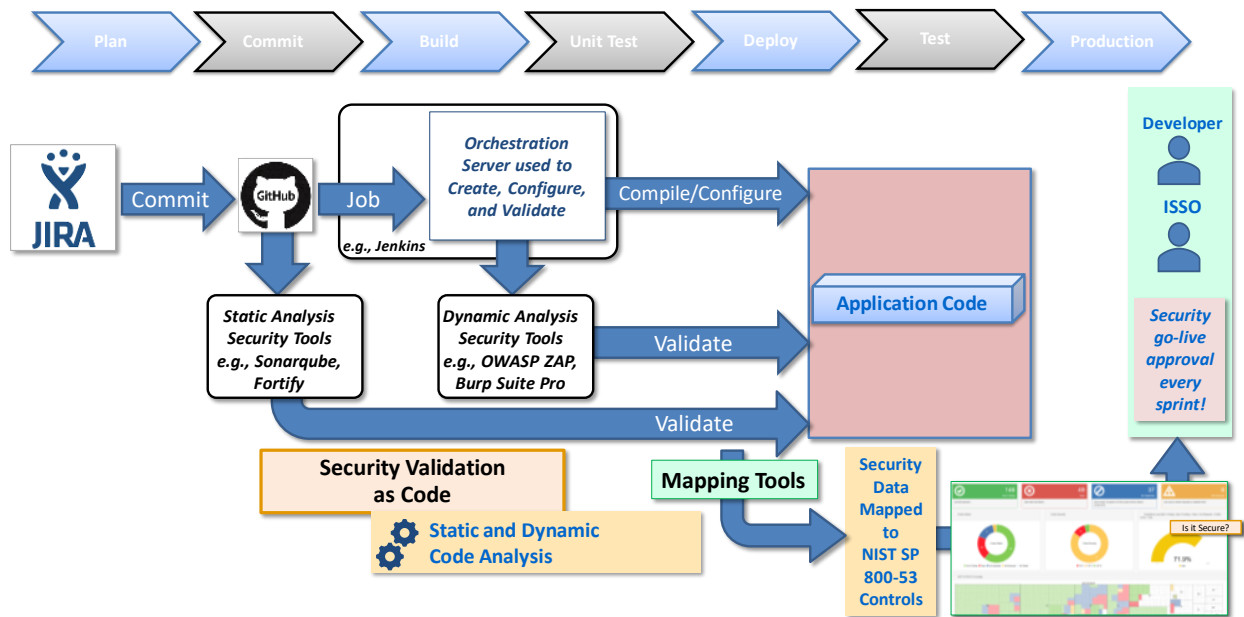 Plan
Commit
Build
Unit Test
Deploy
Test
Production
JIRA
Commit
GitHub
Job
Orchestration
Server used to
Create, Configure,
and Validate
e.g., Jenkins
Compile/Configure
Developer
ISSO
Application Code
Static Analysis
Security Tools
e.g., Sonarqube,
Fortify
Dynamic Analysis
Security Tools
e.g., OWASP ZAP,
Burp Suite Pro
Validate
Validate
Security
go-live
approval
every
sprint!
Security Validation
as Code
Static and Dynamic
Code Analysis
Mapping Tools
Security
Data
Mapped
to
NIST SP
800-53
Controls
Is it Secure?